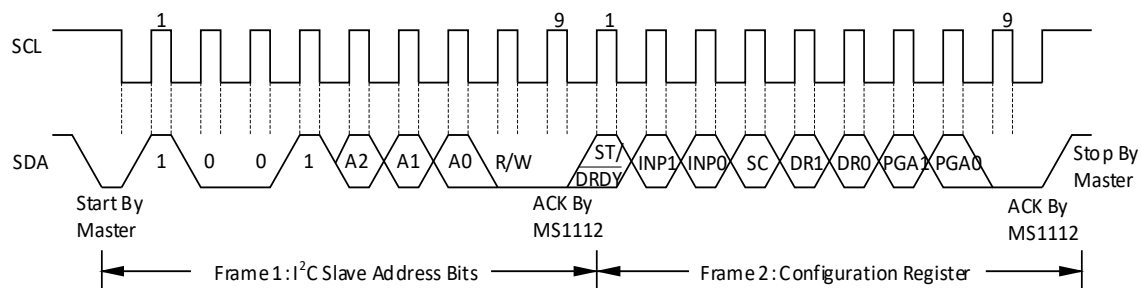 1 9 1 9
SCL
SDA 1 0 0 1 A2 A1 A0 R/W ST/ INP1 INP0 SC DR1 DR0 PGA1 PGA0 Stop By
DRDY Master
Start By ACK By ACK By
Master MS1112 MS1112
Frame 1: I²C Slave Address Bits Frame 2: Configuration Register